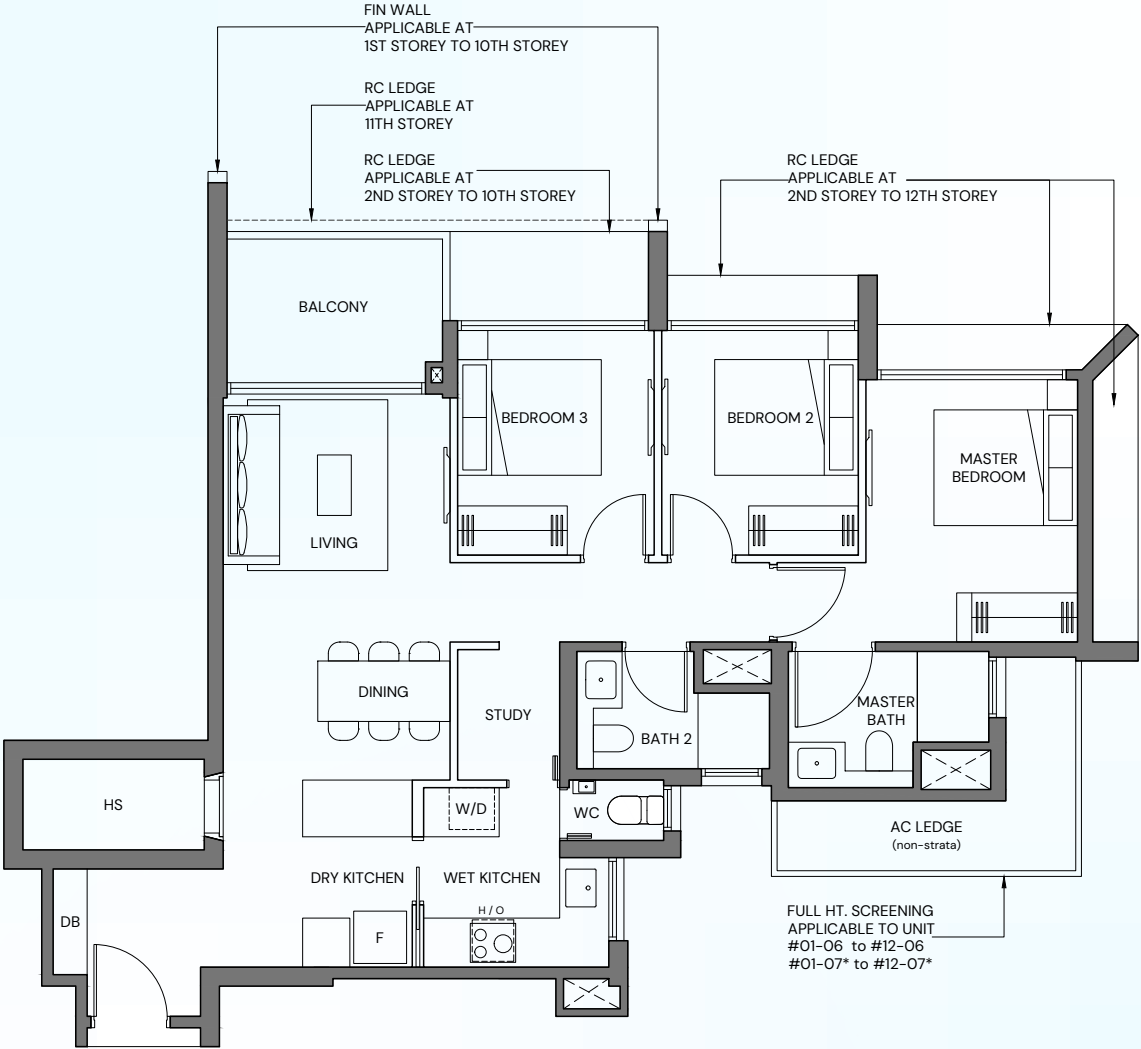 FIN WALL
APPLICABLE AT
1ST STOREY TO 10TH STOREY
RC LEDGE
APPLICABLE AT
11TH STOREY
RC LEDGE
APPLICABLE AT
2ND STOREY TO 10TH STOREY
RC LEDGE
APPLICABLE AT
2ND STOREY TO 12TH STOREY
BALCONY
BEDROOM 3
BEDROOM 2
MASTER
BEDROOM
LIVING
DINING
STUDY
BATH 2
MASTER
BATH
HS
W/D
WC
AC LEDGE
(non-strata)
DRY KITCHEN
WET KITCHEN
H / O
DB
F
FULL HT. SCREENING
APPLICABLE TO UNIT
#01-06 to #12-06
#01-07* to #12-07*